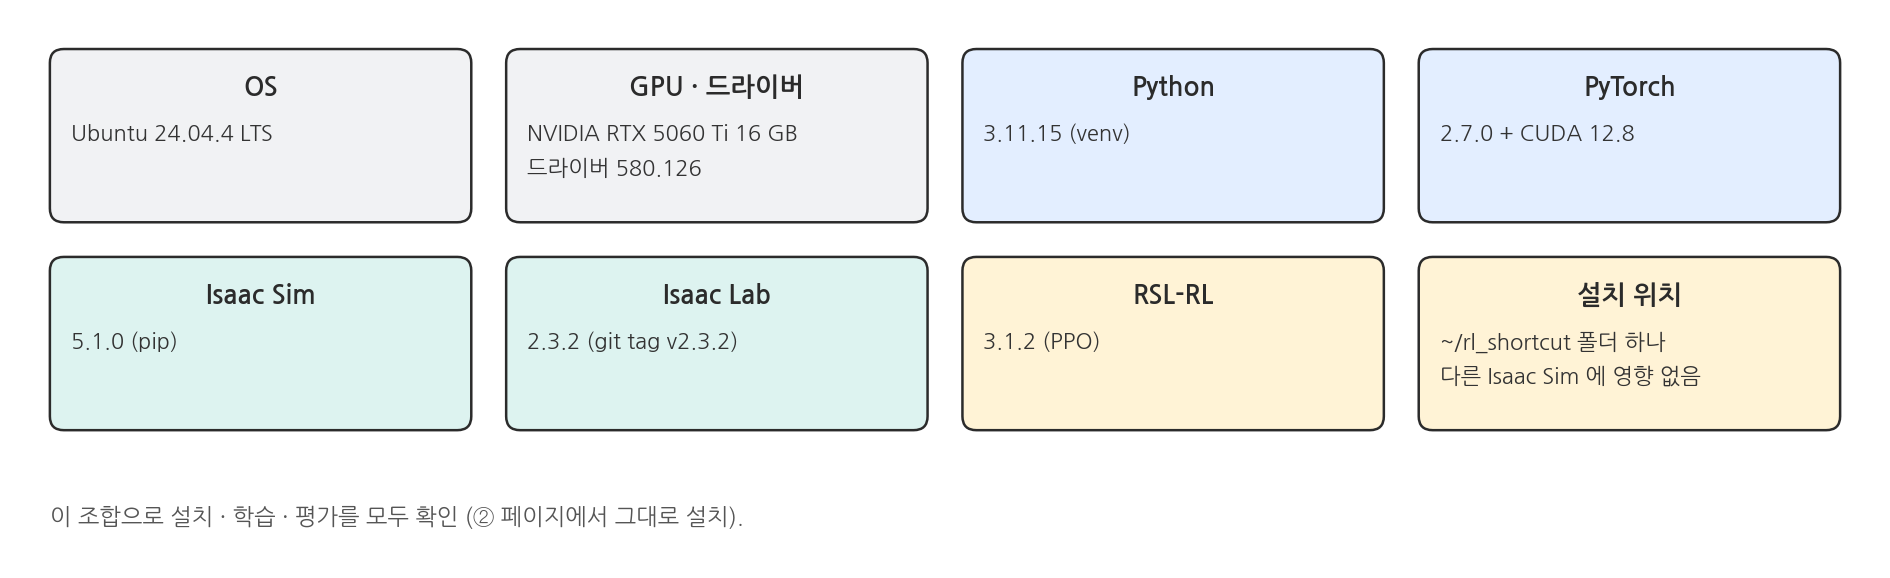 OS
Ubuntu 24.04.4 LTS
GPU · 드라이버
NVIDIA RTX 5060 Ti 16 GB
드라이버 580.126
Python
3.11.15 (venv)
PyTorch
2.7.0 + CUDA 12.8
Isaac Sim
5.1.0 (pip)
Isaac Lab
2.3.2 (git tag v2.3.2)
RSL-RL
3.1.2 (PPO)
설치 위치
~/rl_shortcut 폴더 하나
다른 Isaac Sim 에 영향 없음
이 조합으로 설치 · 학습 · 평가를 모두 확인 (② 페이지에서 그대로 설치).